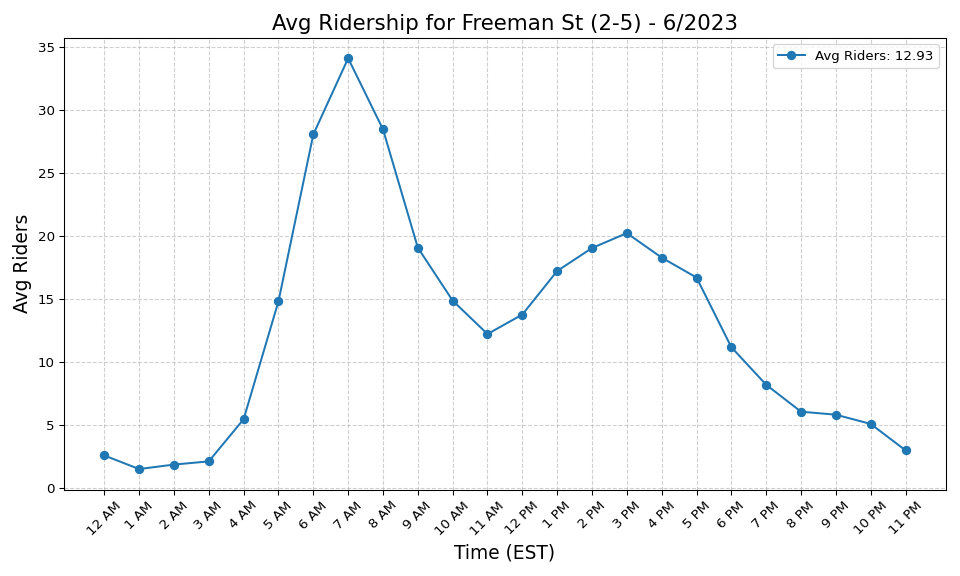 Avg Ridership for Freeman St (2-5) - 6/2023
Avg Riders: 12.93
Avg Riders
35
30
25
20
15
10
5
0
12 AM
1 AM
2 AM
3 AM
4 AM
5 AM
6 AM
7 AM
8 AM
9 AM
10 AM
11 AM
12 PM
1 PM
2 PM
3 PM
4 PM
5 PM
6 PM
7 PM
8 PM
9 PM
10 PM
11 PM
Time (EST)